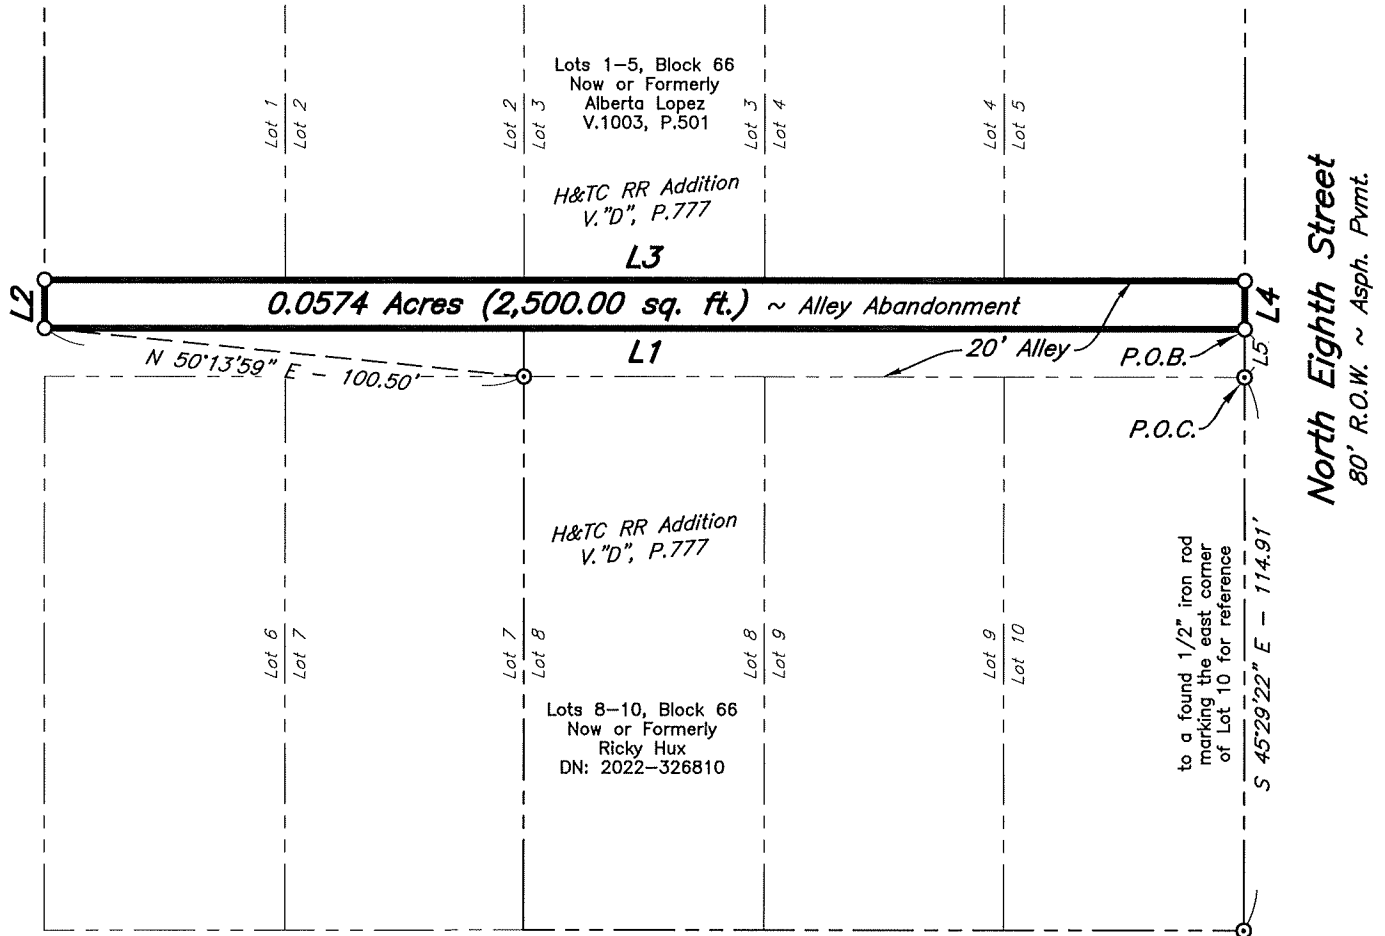 Lots 1-5, Block 66
Now or Formerly
Alberta Lopez
V.1003, P.501
Lot 1
Lot 2
Lot 2
Lot 3
Lot 3
Lot 4
Lot 4
Lot 5
H&TC RR Addition
V."D", P.777
L3
L2
0.0574 Acres (2,500.00 sq. ft.) ~ Alley Abandonment
L4
L1
N 50°13'59" E - 100.50'
20' Alley
P.O.B.
L5
P.O.C.
North Eighth Street
80' R.O.W. ~ Asph. Pvmt.
H&TC RR Addition
V."D", P.777
Lot 6
Lot 7
Lot 7
Lot 8
Lot 8
Lot 9
Lot 9
Lot 10
to a found 1/2" iron rod
marking the east corner
of Lot 10 for reference
S 45°29'22" E - 114.91'
Lots 8-10, Block 66
Now or Formerly
Ricky Hux
DN: 2022-326810